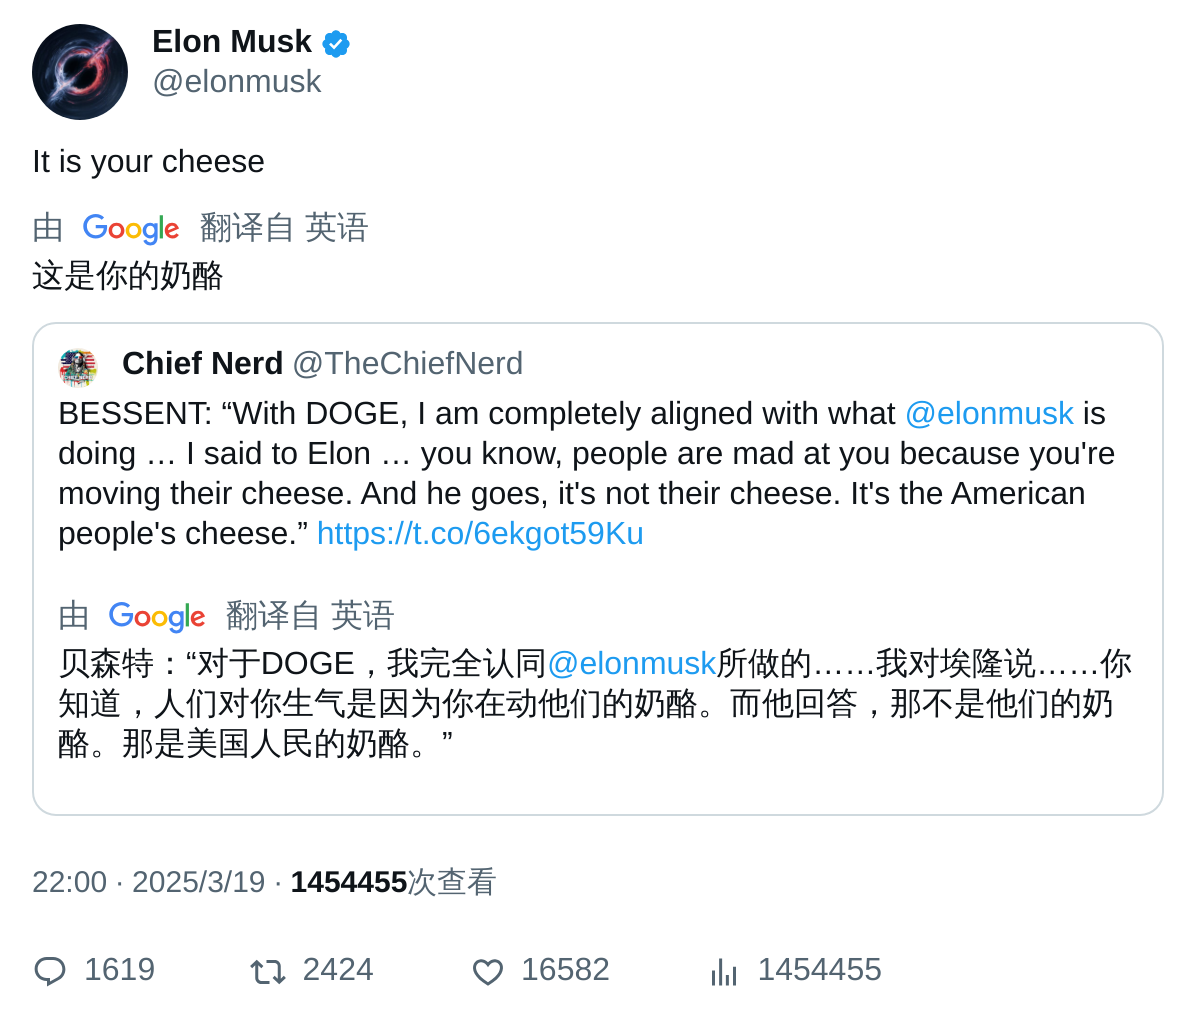 Elon Musk
@elonmusk
It is your cheese
由 Google 翻译自 英语
这是你的奶酪
Chief Nerd @TheChiefNerd
BESSENT: “With DOGE, I am completely aligned with what @elonmusk is
doing … I said to Elon … you know, people are mad at you because you're
moving their cheese. And he goes, it's not their cheese. It's the American
people's cheese.” https://t.co/6ekgot59Ku
由 Google 翻译自 英语
贝森特：“对于DOGE，我完全认同@elonmusk所做的……我对埃隆说……你
知道，人们对你生气是因为你在动他们的奶酪。而他回答，那不是他们的奶
酪。那是美国人民的奶酪。”
22:00 · 2025/3/19 · 1454455次查看
1619 2424 16582 1454455